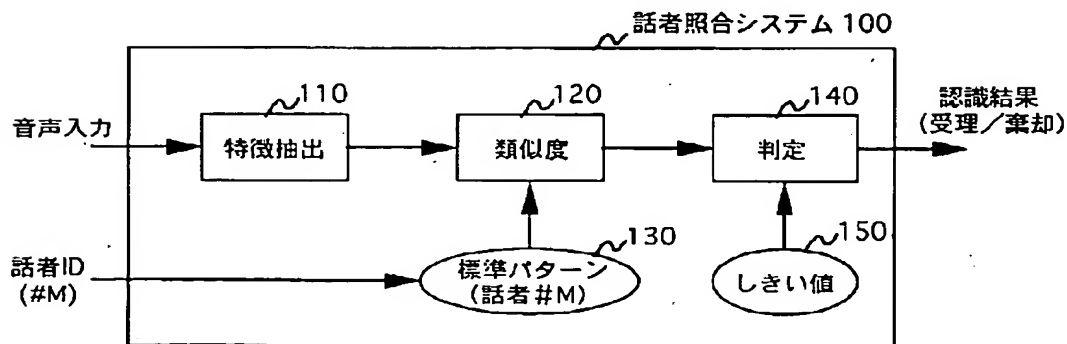 話者照合システム 100
110
120
140
認識結果
(受理/棄却)
音声入力
特徴抽出
類似度
判定
130
150
話者ID
(#M)
標準パターン
(話者#M)
しきい値